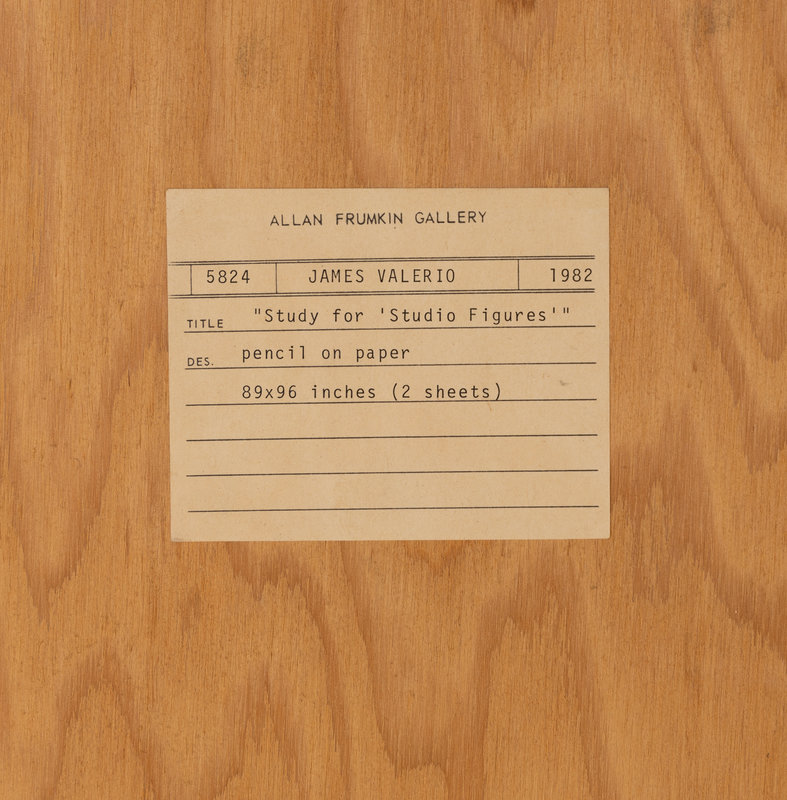 ALLAN FRUMKIN GALLERY
5824 JAMES VALERIO 1982
TITLE "Study for 'Studio Figures'"
DES. pencil on paper
89x96 inches (2 sheets)